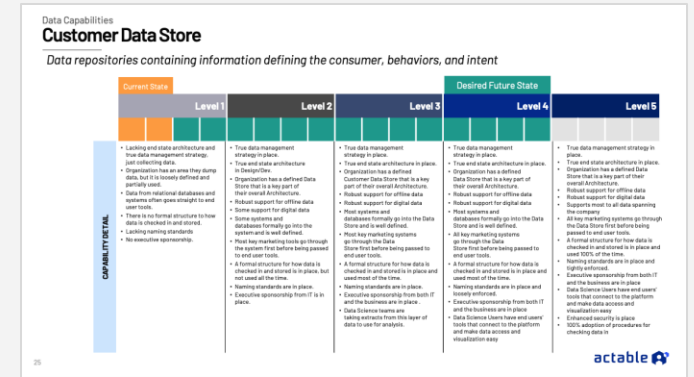 Data Capabilities
Customer Data Store
Data repositories containing information defining the consumer, behaviors, and intent
Current State
Desired Future State
Level 1
Level 2
Level 3
Level 4
Level 5
CAPABILITY DETAIL
• Lacking end state architecture and
true data management strategy,
just collecting data.
• Organization has an area they dump
data, but it is loosely defined and
partially used.
• Data from relational databases and
systems often goes straight to end
user tools.
• There is no formal structure to how
data is checked in and stored.
• Lacking naming standards
• No executive sponsorship.
• True data management
strategy in place.
• True end state architecture
in Design/Dev.
• Organization has a defined Data
Store that is a key part of
their overall Architecture.
• Robust support for offline data
• Some support for digital data
• Some systems and
databases formally go into the
system and is well defined.
• Most key marketing tools go through
the system first before being passed
to end user tools.
• A formal structure for how data is
checked in and stored is in place, but
not used all the time.
• Naming standards are in place.
• Executive sponsorship from IT is in
place.
• True data management
strategy in place.
• True end state architecture in place.
• Organization has a defined
Customer Data Store that is a key
part of their overall Architecture.
• Robust support for offline data
• Robust support for digital data
• Most systems and
databases formally go into the Data
Store and is well defined.
• Most key marketing systems
go through the Data
Store first before being passed to
end user tools.
• A formal structure for how data is
checked in and stored is in place and
used most of the time.
• Naming standards are in place.
• Executive sponsorship from both IT
and the business are in place .
• Data Science teams are
taking extracts from this layer of
data to use for analysis.
• True data management
strategy in place.
• True end state architecture in place.
• Organization has a defined
Data Store that is a key part of
their overall Architecture.
• Robust support for offline data
• Robust support for digital data
• Most systems and
databases formally go into the Data
Store and is well defined.
• All key marketing systems
go through the Data
Store first before being passed to
end user tools.
• A formal structure for how data is
checked in and stored is in place and
used most of the time.
• Naming standards are in place and
loosely enforced.
• Executive sponsorship from both IT
and the business are in place
• Data Science Users have end users'
tools that connect to the platform
and make data access and
visualization easy
• True data management strategy in
place.
• True end state architecture in place.
• Organization has a defined Data
Store that is a key part of their
overall Architecture.
• Robust support for offline data
• Robust support for digital data
• Supports most to all data spanning
the company
• All key marketing systems go through
the Data Store first before being
passed to end user tools.
• A formal structure for how data is
checked in and stored is in place and
used 100% of the time.
• Naming standards are in place and
tightly enforced.
• Executive sponsorship from both IT
and the business are in place
• Data Science Users have end users'
tools that connect to the platform
and make data access and
visualization easy
• Enhanced security is place
• 100% adoption of procedures for
checking data in
25
actable